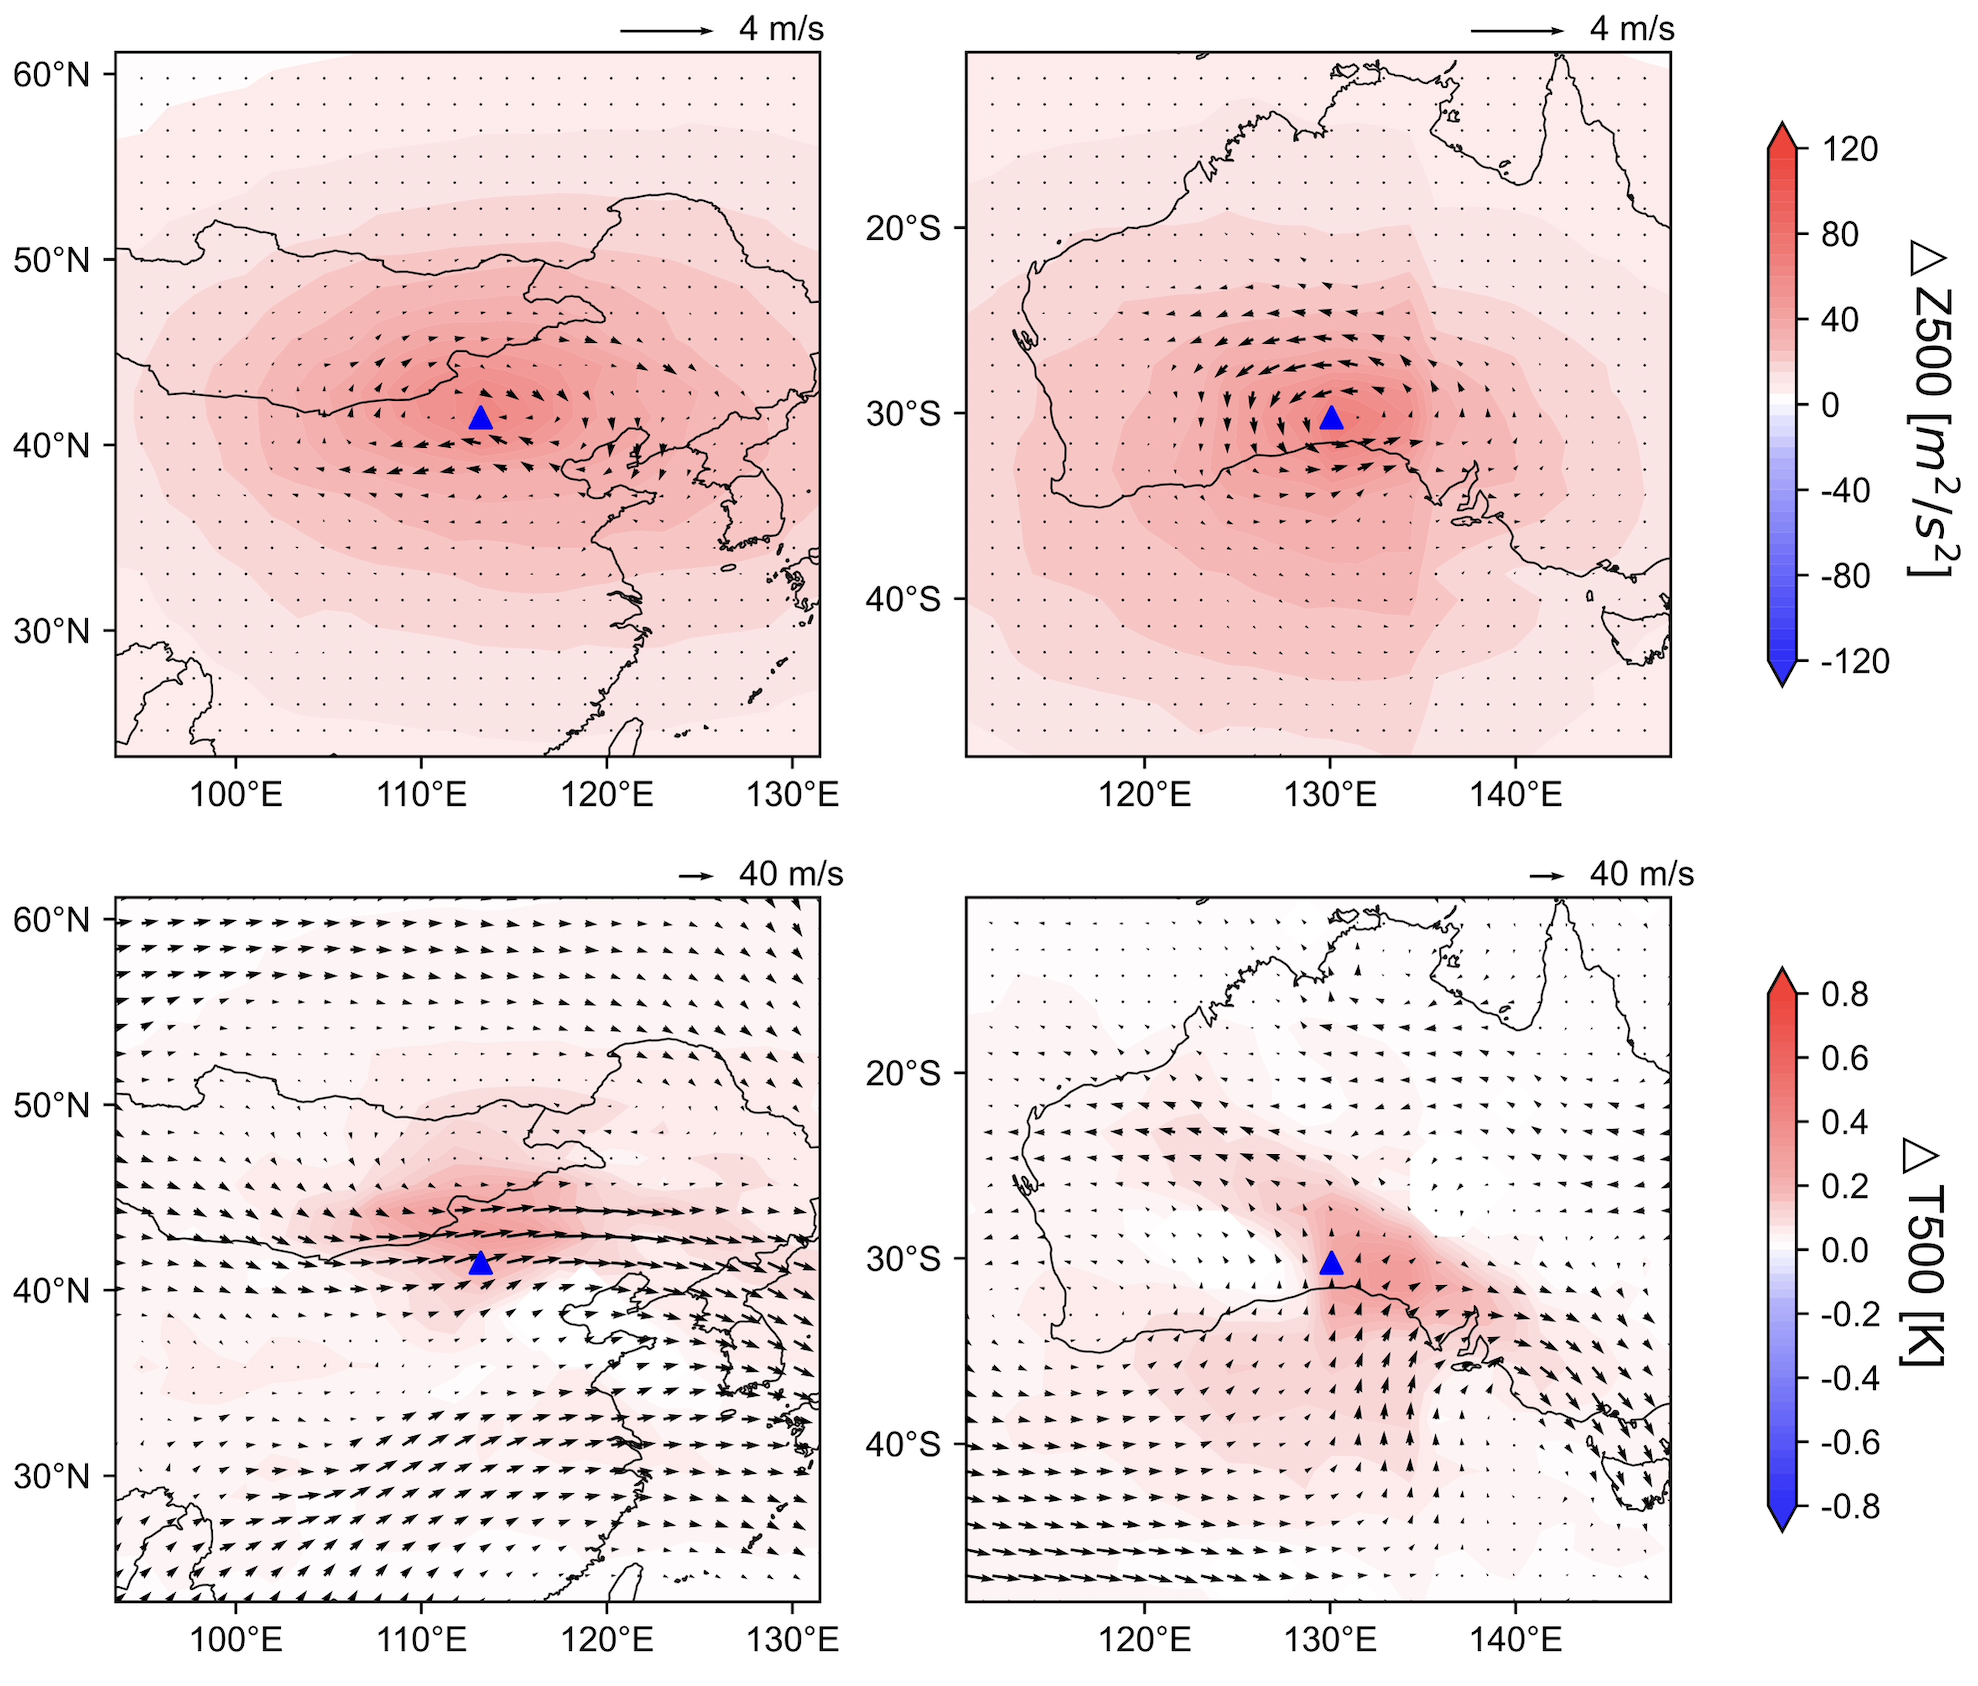 4 m/s
4 m/s
60°N
50°N
40°N
30°N
100°E
110°E
120°E
130°E
20°S
30°S
40°S
120°E
130°E
140°E
120
80
40
0
-40
-80
-120
△ Z500 [m²/s²]
40 m/s
40 m/s
60°N
50°N
40°N
30°N
100°E
110°E
120°E
130°E
20°S
30°S
40°S
120°E
130°E
140°E
0.8
0.6
0.4
0.2
0.0
-0.2
-0.4
-0.6
-0.8
△ T500 [K]